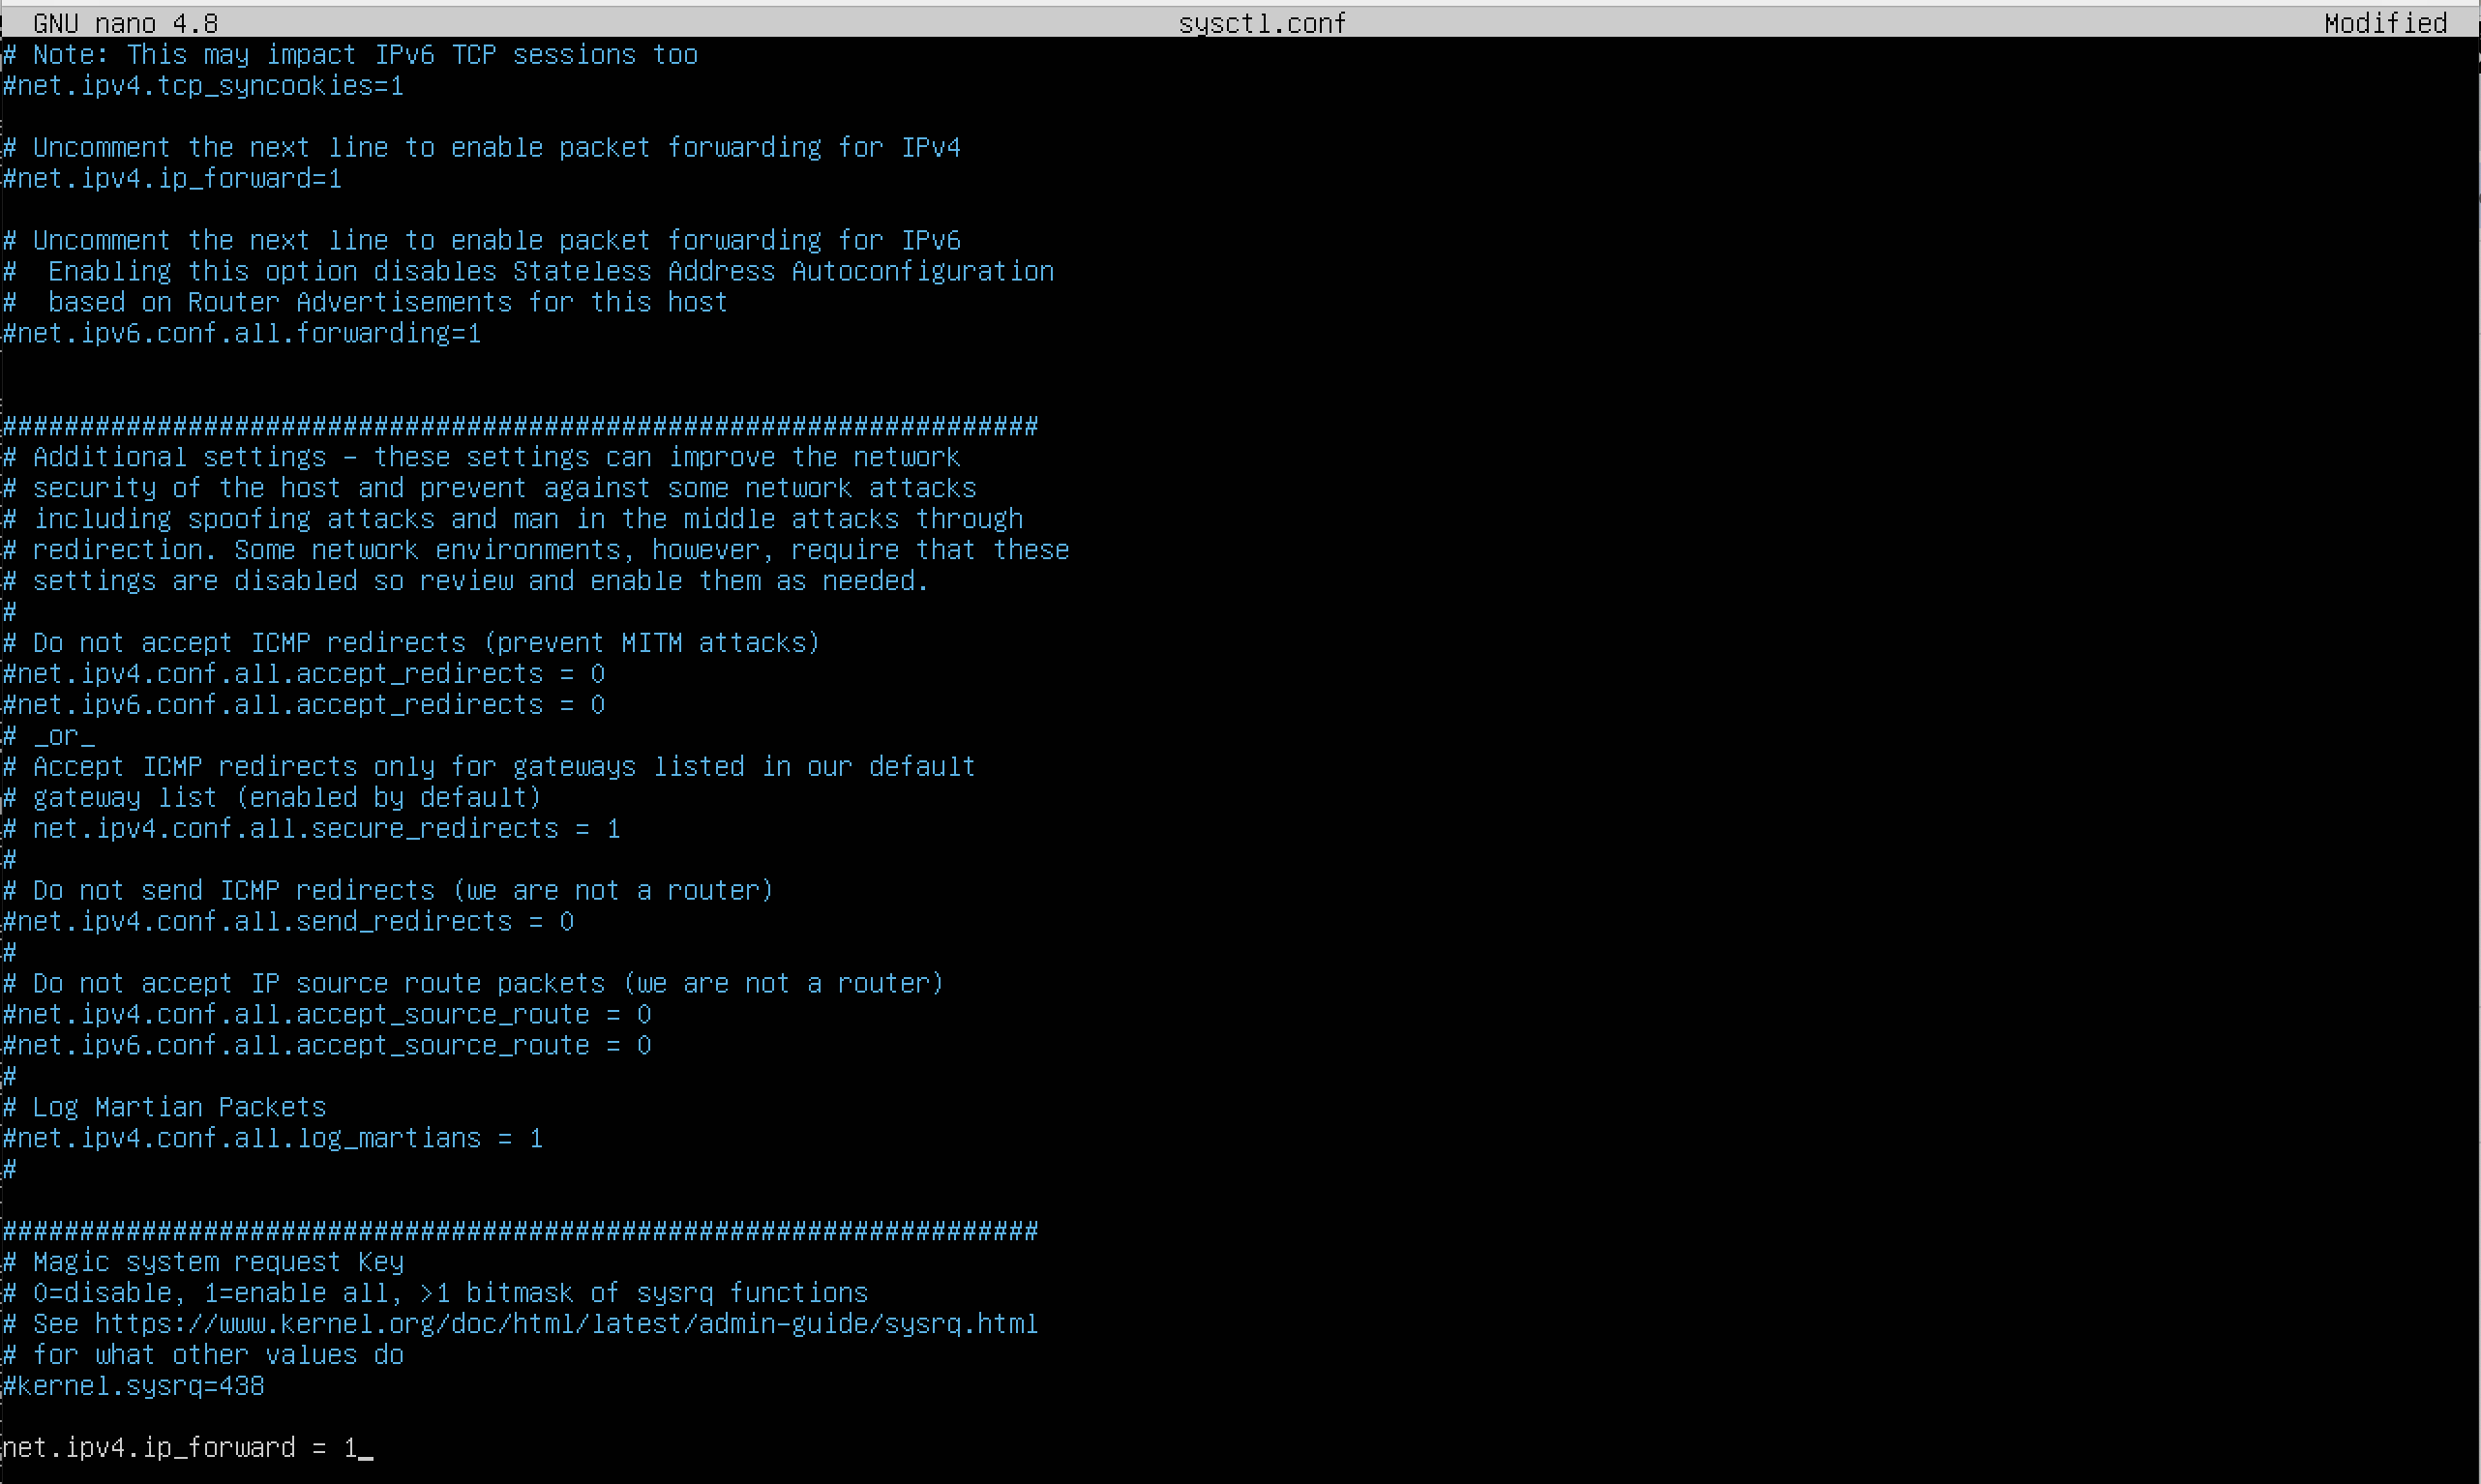 GNU nano 4.8 sysctl.conf Modified
# Note: This may impact IPv6 TCP sessions too
#net.ipv4.tcp_syncookies=1
# Uncomment the next line to enable packet forwarding for IPv4
#net.ipv4.ip_forward=1
# Uncomment the next line to enable packet forwarding for IPv6
#  Enabling this option disables Stateless Address Autoconfiguration
#  based on Router Advertisements for this host
#net.ipv6.conf.all.forwarding=1
###################################################################
# Additional settings - these settings can improve the network
# security of the host and prevent against some network attacks
# including spoofing attacks and man in the middle attacks through
# redirection. Some network environments, however, require that these
# settings are disabled so review and enable them as needed.
#
# Do not accept ICMP redirects (prevent MITM attacks)
#net.ipv4.conf.all.accept_redirects = 0
#net.ipv6.conf.all.accept_redirects = 0
# _or_
# Accept ICMP redirects only for gateways listed in our default
# gateway list (enabled by default)
# net.ipv4.conf.all.secure_redirects = 1
#
# Do not send ICMP redirects (we are not a router)
#net.ipv4.conf.all.send_redirects = 0
#
# Do not accept IP source route packets (we are not a router)
#net.ipv4.conf.all.accept_source_route = 0
#net.ipv6.conf.all.accept_source_route = 0
#
# Log Martian Packets
#net.ipv4.conf.all.log_martians = 1
#
###################################################################
# Magic system request Key
# 0=disable, 1=enable all, >1 bitmask of sysrq functions
# See https://www.kernel.org/doc/html/latest/admin-guide/sysrq.html
# for what other values do
#kernel.sysrq=438
net.ipv4.ip_forward = 1_